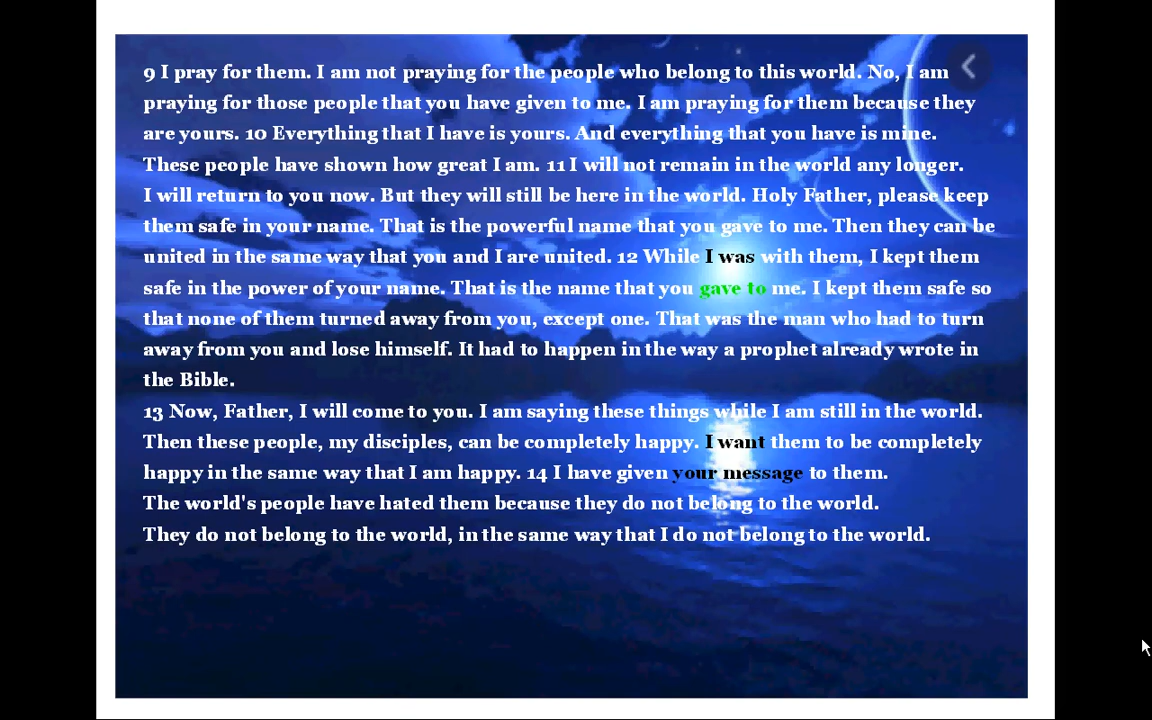 9 I pray for them. I am not praying for the people who belong to this world. No, I am
praying for those people that you have given to me. I am praying for them because they
are yours. 10 Everything that I have is yours. And everything that you have is mine.
These people have shown how great I am. 11 I will not remain in the world any longer.
I will return to you now. But they will still be here in the world. Holy Father, please keep
them safe in your name. That is the powerful name that you gave to me. Then they can be
united in the same way that you and I are united. 12 While I was with them, I kept them
safe in the power of your name. That is the name that you gave to me. I kept them safe so
that none of them turned away from you, except one. That was the man who had to turn
away from you and lose himself. It had to happen in the way a prophet already wrote in
the Bible.
13 Now, Father, I will come to you. I am saying these things while I am still in the world.
Then these people, my disciples, can be completely happy. I want them to be completely
happy in the same way that I am happy. 14 I have given your message to them.
The world's people have hated them because they do not belong to the world.
They do not belong to the world, in the same way that I do not belong to the world.